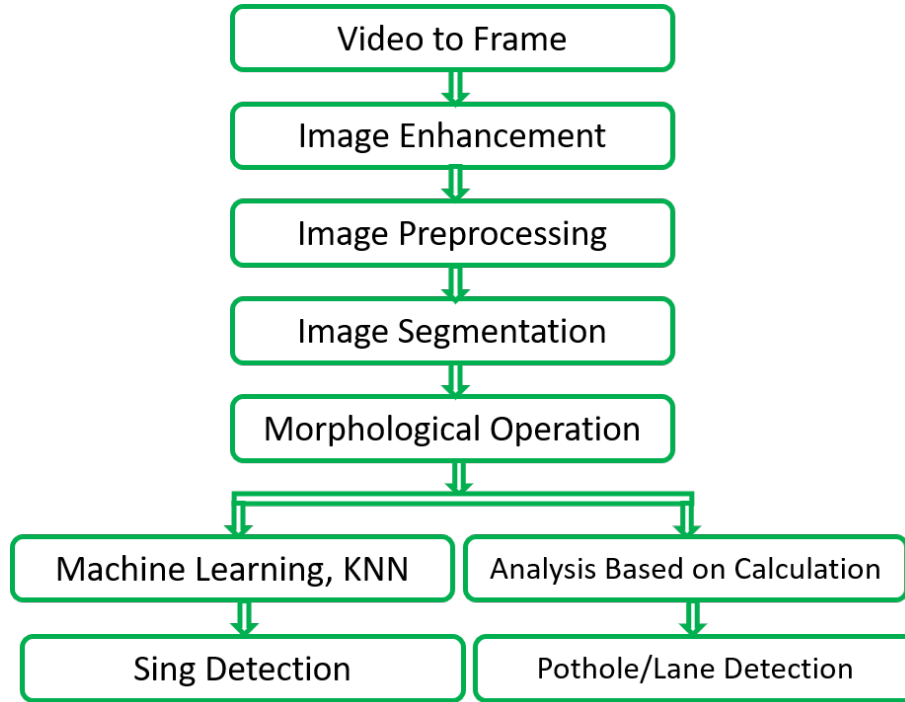 Video to Frame
Image Enhancement
Image Preprocessing
Image Segmentation
Morphological Operation
Machine Learning, KNN
Analysis Based on Calculation
Sing Detection
Pothole/Lane Detection